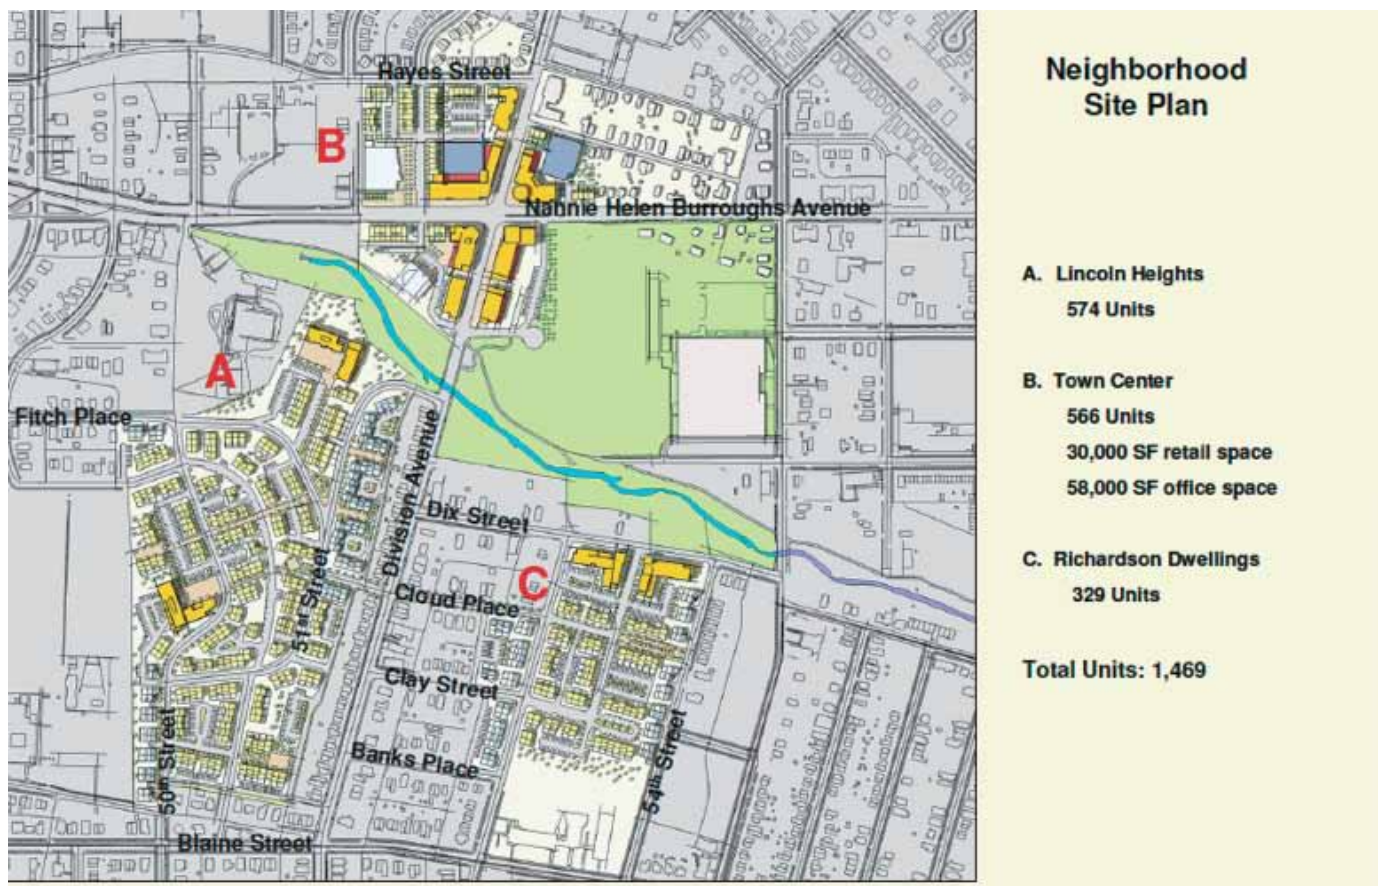 Hayes Street
B
Nannie Helen Burroughs Avenue
A
Fitch Place
Division Avenue
Dix Street
51st Street
C
Cloud Place
Clay Street
50th Street
54th Street
Banks Place
Blaine Street
Neighborhood
Site Plan
A. Lincoln Heights
574 Units
B. Town Center
566 Units
30,000 SF retail space
58,000 SF office space
C. Richardson Dwellings
329 Units
Total Units: 1,469